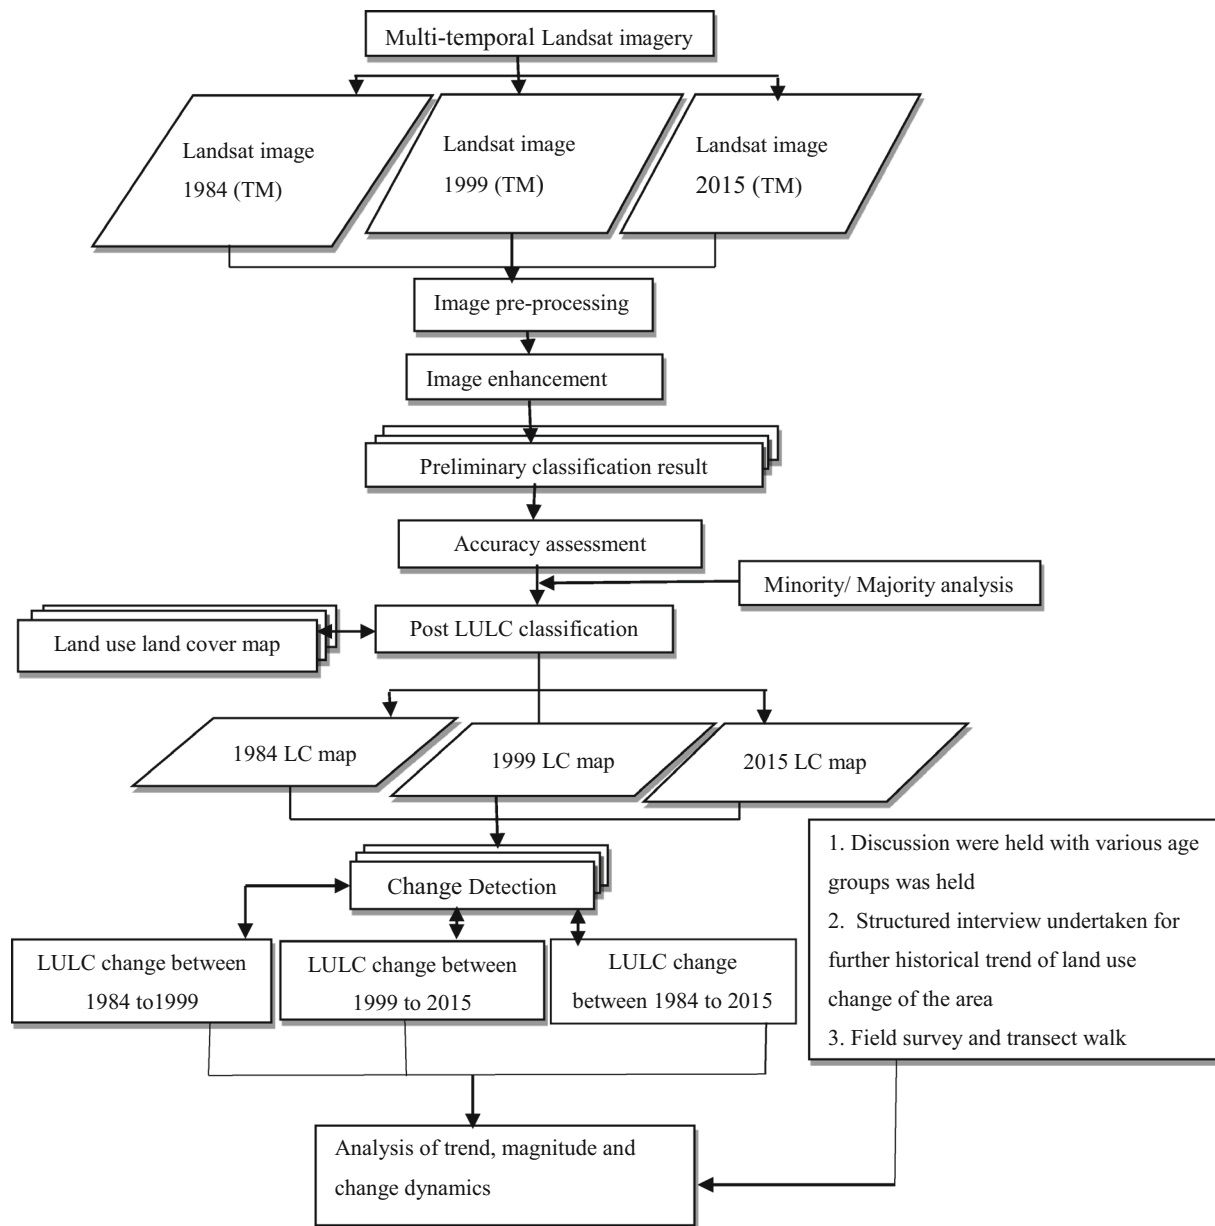 Multi-temporal Landsat imagery
Landsat image
1984 (TM)
Landsat image
1999 (TM)
Landsat image
2015 (TM)
Image pre-processing
Image enhancement
Preliminary classification result
Accuracy assessment
Minority/ Majority analysis
Post LULC classification
Land use land cover map
1984 LC map
1999 LC map
2015 LC map
Change Detection
1. Discussion were held with various age
groups was held
2. Structured interview undertaken for
further historical trend of land use
change of the area
3. Field survey and transect walk
LULC change between
1984 to1999
LULC change between
1999 to 2015
LULC change
between 1984 to 2015
Analysis of trend, magnitude and
change dynamics